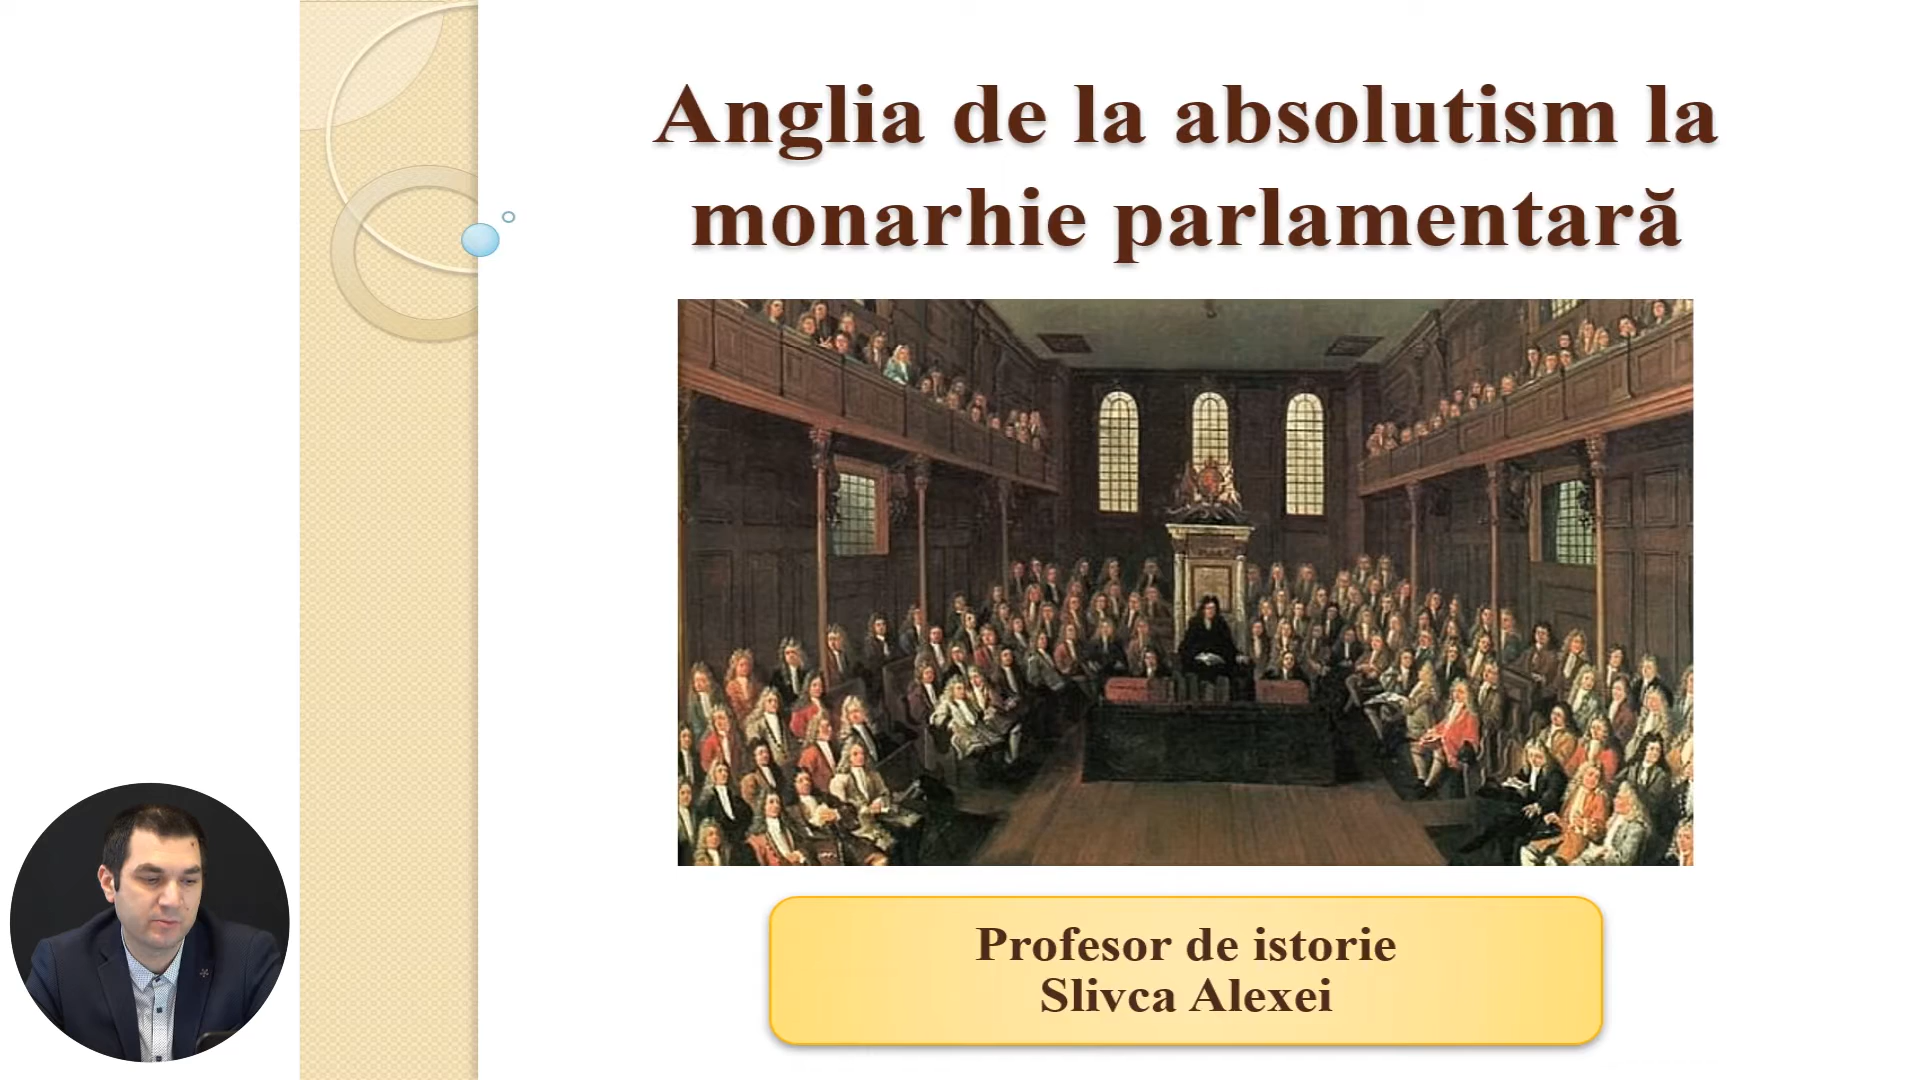 Anglia de la absolutism la
monarhie parlamentară
Profesor de istorie
Slivca Alexei